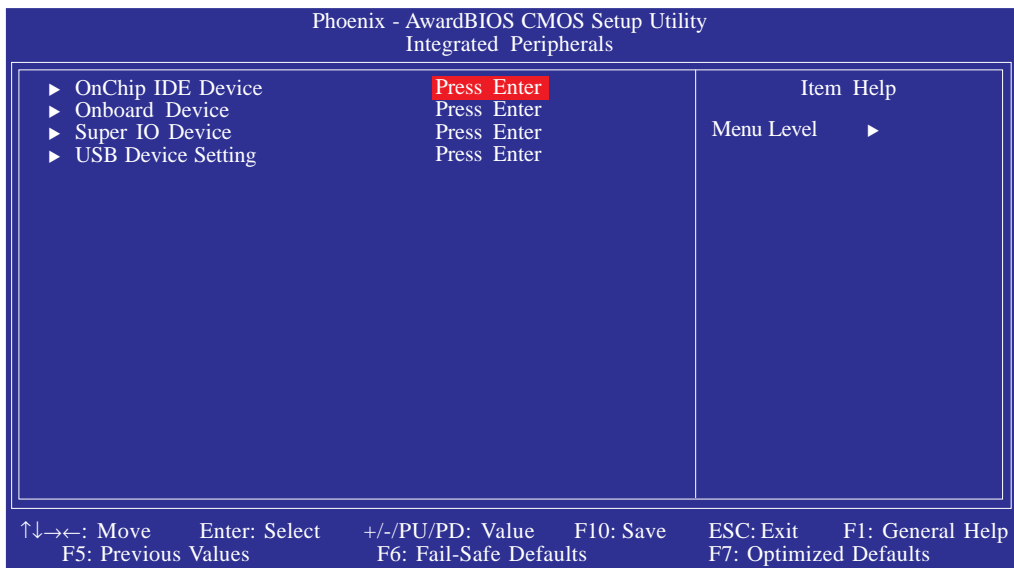 Phoenix - AwardBIOS CMOS Setup Utility
Integrated Peripherals
▶ OnChip IDE Device Press Enter
▶ Onboard Device Press Enter
▶ Super IO Device Press Enter
▶ USB Device Setting Press Enter
Item Help
Menu Level ▶
↑↓→←: Move Enter: Select +/-/PU/PD: Value F10: Save ESC: Exit F1: General Help
F5: Previous Values F6: Fail-Safe Defaults F7: Optimized Defaults